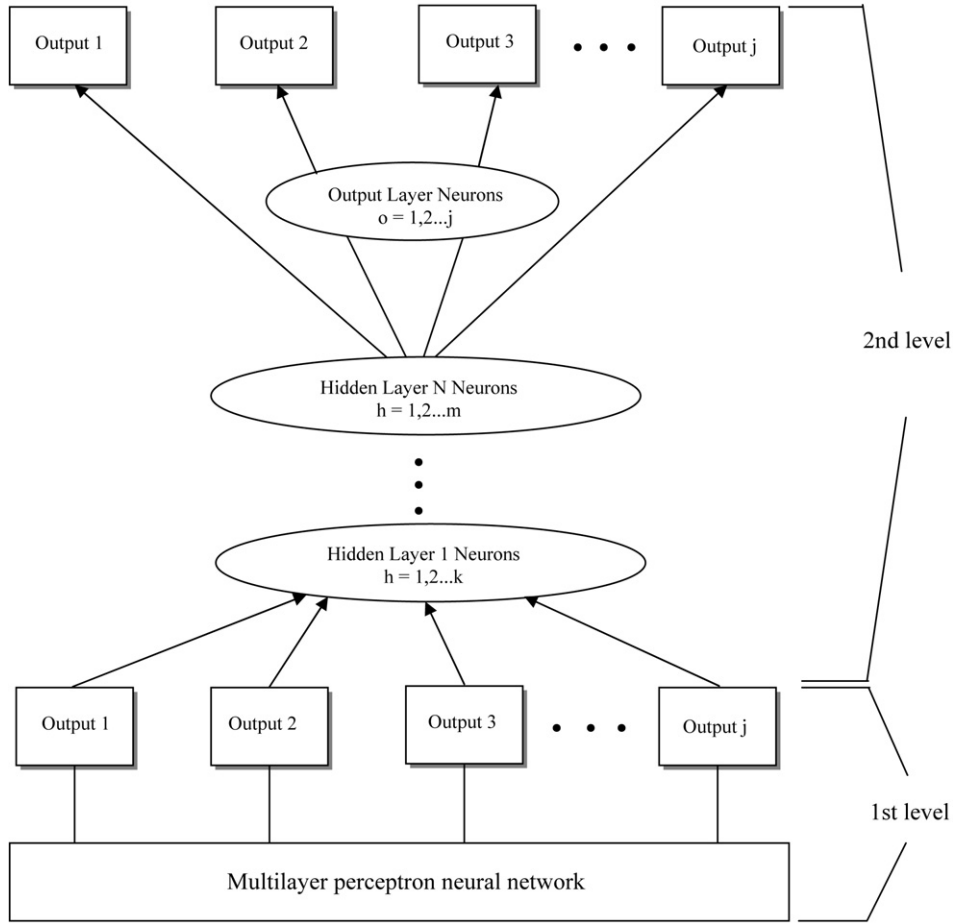 Output 1
Output 2
Output 3
Output j
Output Layer Neurons
o = 1,2...j
2nd level
Hidden Layer N Neurons
h = 1,2...m
Hidden Layer 1 Neurons
h = 1,2...k
Output 1
Output 2
Output 3
Output j
1st level
Multilayer perceptron neural network